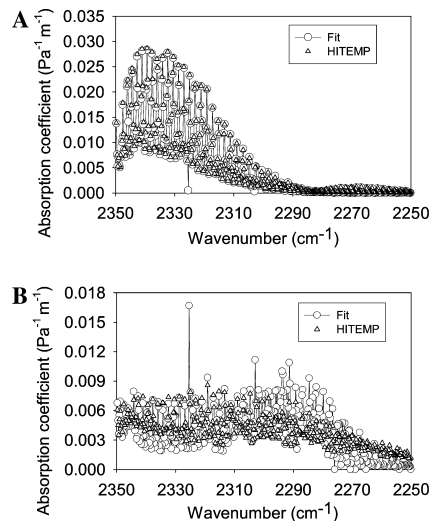 A
Absorption coefficient (Pa-1 m-1)
0.035
0.030
0.025
0.020
0.015
0.010
0.005
0.000
Fit
HITEMP
2350 2330 2310 2290 2270 2250
Wavenumber (cm-1)
B
Absorption coefficient (Pa-1 m-1)
0.018
0.015
0.012
0.009
0.006
0.003
0.000
Fit
HITEMP
2350 2330 2310 2290 2270 2250
Wavenumber (cm-1)